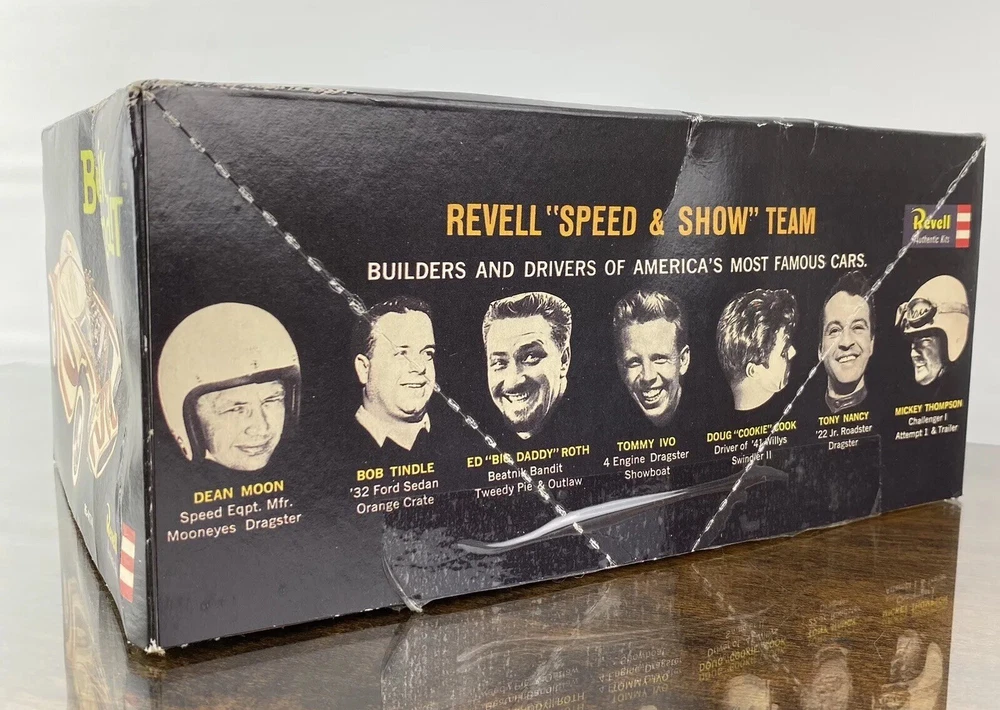 REVELL "SPEED & SHOW" TEAM
BUILDERS AND DRIVERS OF AMERICA'S MOST FAMOUS CARS.
Revell
Authentic Kits
DEAN MOON
Speed Eqpt. Mfr.
Mooneyes Dragster
BOB TINDLE
'32 Ford Sedan
Orange Crate
ED "BIG DADDY" ROTH
Beatnik Bandit
Tweedy Pie & Outlaw
TOMMY IVO
4 Engine Dragster
Showboat
DOUG "COOKIE" COOK
Driver of '41 Willys
Swindler II
TONY NANCY
'22 Jr. Roadster
Dragster
MICKEY THOMPSON
Challenger I
Attempt I & Trailer